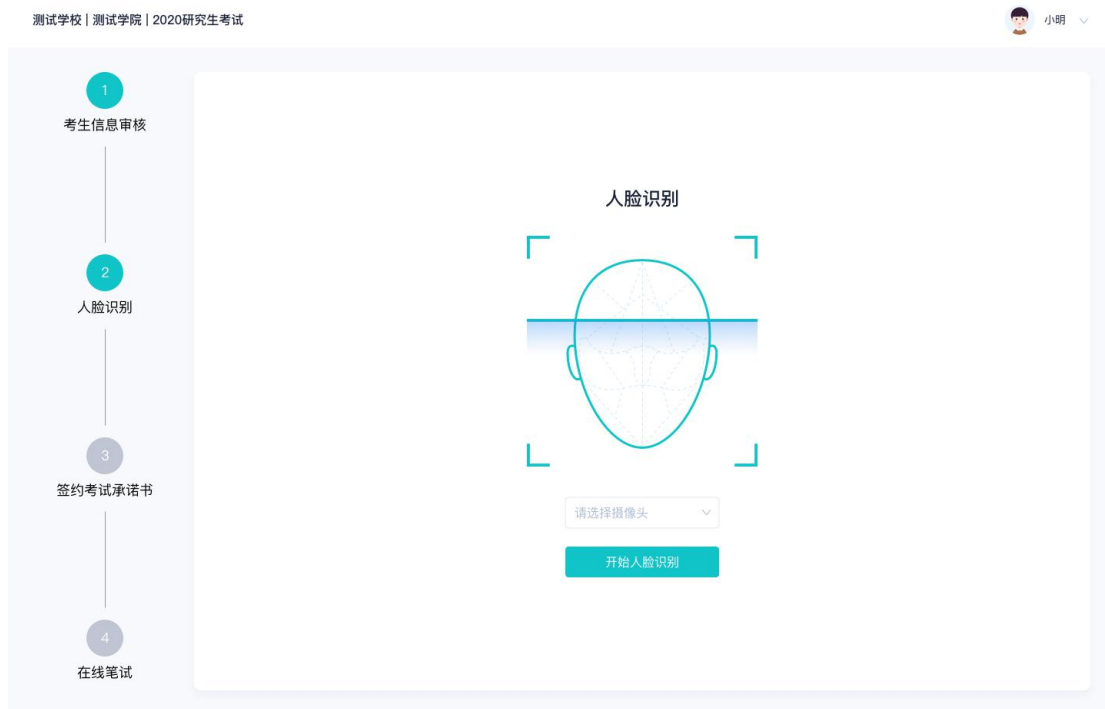 测试学校 | 测试学院 | 2020研究生考试
小明
1
考生信息审核
2
人脸识别
3
签约考试承诺书
4
在线笔试
人脸识别
请选择摄像头
开始人脸识别